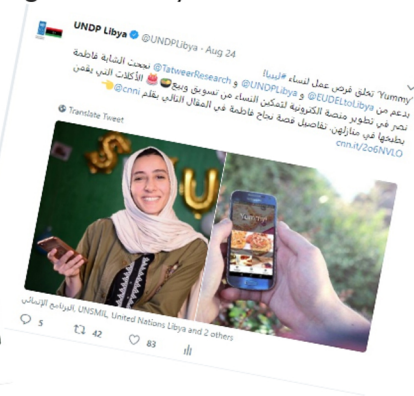 UNDP Libya @UNDPLibya · Aug 24
"Yummy" تخلق فرص عمل لنساء #ليبيا!
بدعم من @EUDELtoLibya و @UNDPLibya و @TatweerResearch نجحت الشابة فاطمة
نصر في تطوير منصة الكترونية لتمكين النساء من تسويق وبيع الأكلات التي يقمن
بطبخها في منازلهن. تفاصيل قصة نجاح فاطمة في المقال التالي بقلم @cnni
cnn.it/2o6NVLO
Translate Tweet
Yummy!
البرنامج الإنمائي, UNSMIL, United Nations Libya and 2 others
5 42 83